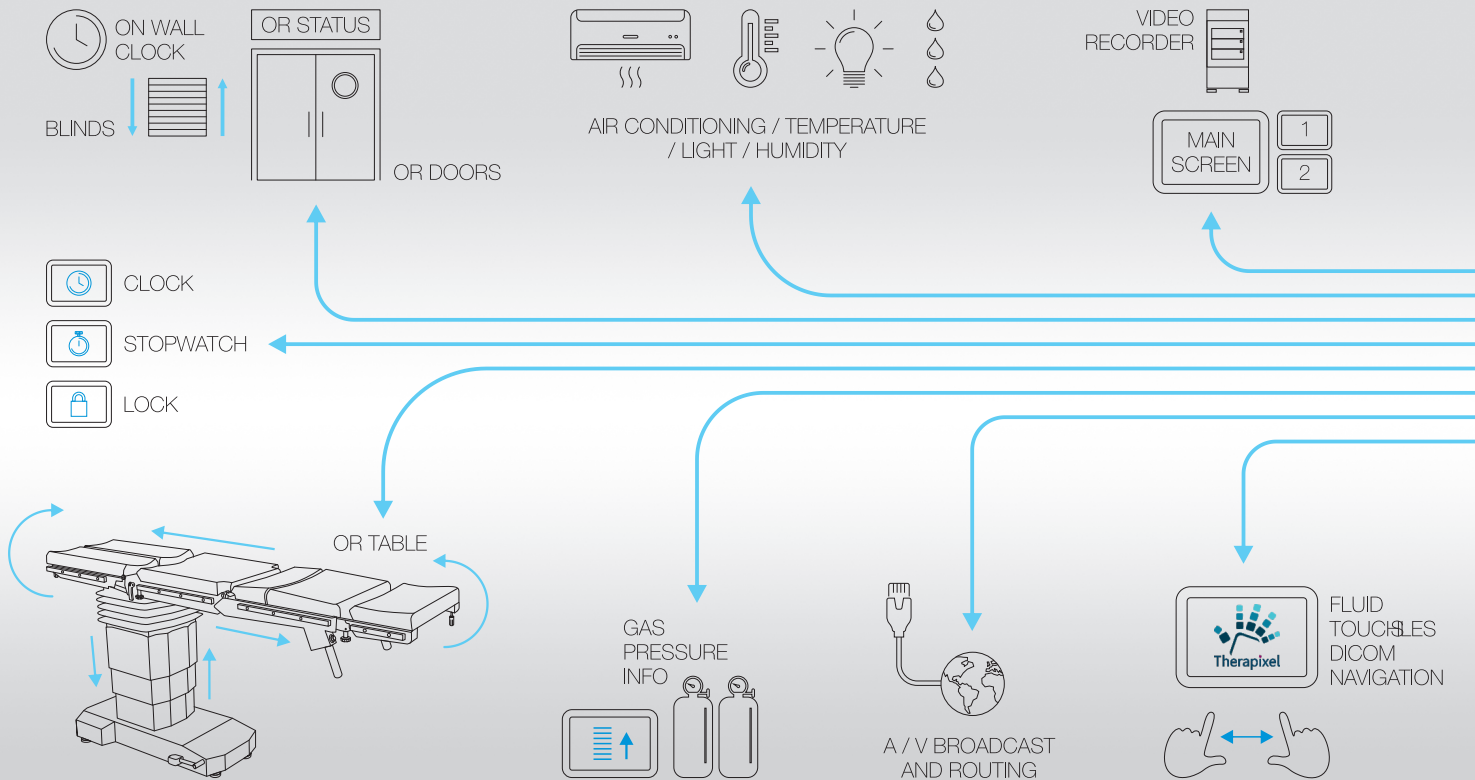 ON WALL
CLOCK
OR STATUS
BLINDS
OR DOORS
AIR CONDITIONING / TEMPERATURE
/ LIGHT / HUMIDITY
VIDEO
RECORDER
MAIN
SCREEN
1
2
CLOCK
STOPWATCH
LOCK
OR TABLE
GAS
PRESSURE
INFO
A / V BROADCAST
AND ROUTING
Therapixel
FLUID
TOUCHSLES
DICOM
NAVIGATION